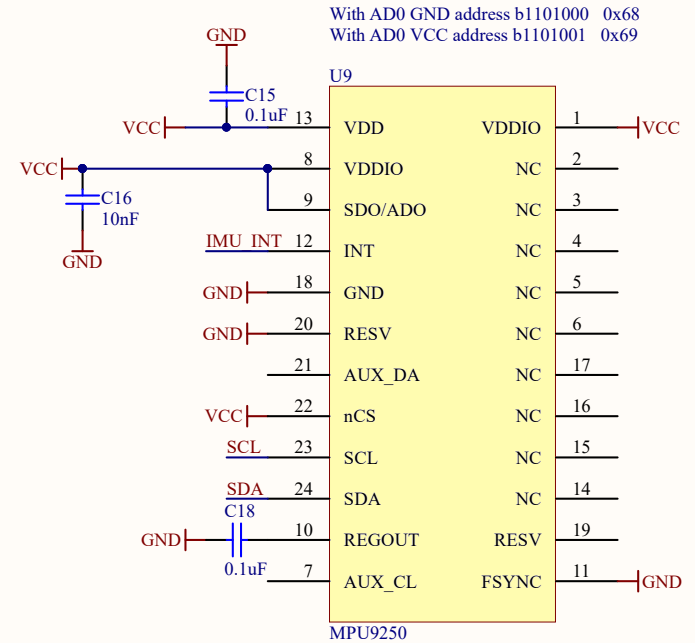 With AD0 GND address b1101000 0x68
With AD0 VCC address b1101001 0x69
GND
U9
C15
0.1uF
VCC
13
VDD
VDDIO
1
VCC
VCC
8
VDDIO
NC
2
C16
10nF
GND
9
SDO/ADO
NC
3
IMU_INT
12
INT
NC
4
GND
18
GND
NC
5
GND
20
RESV
NC
6
21
AUX_DA
NC
17
VCC
22
nCS
NC
16
SCL
23
SCL
NC
15
SDA
24
SDA
NC
14
C18
0.1uF
GND
10
REGOUT
RESV
19
7
AUX_CL
FSYNC
11
GND
MPU9250